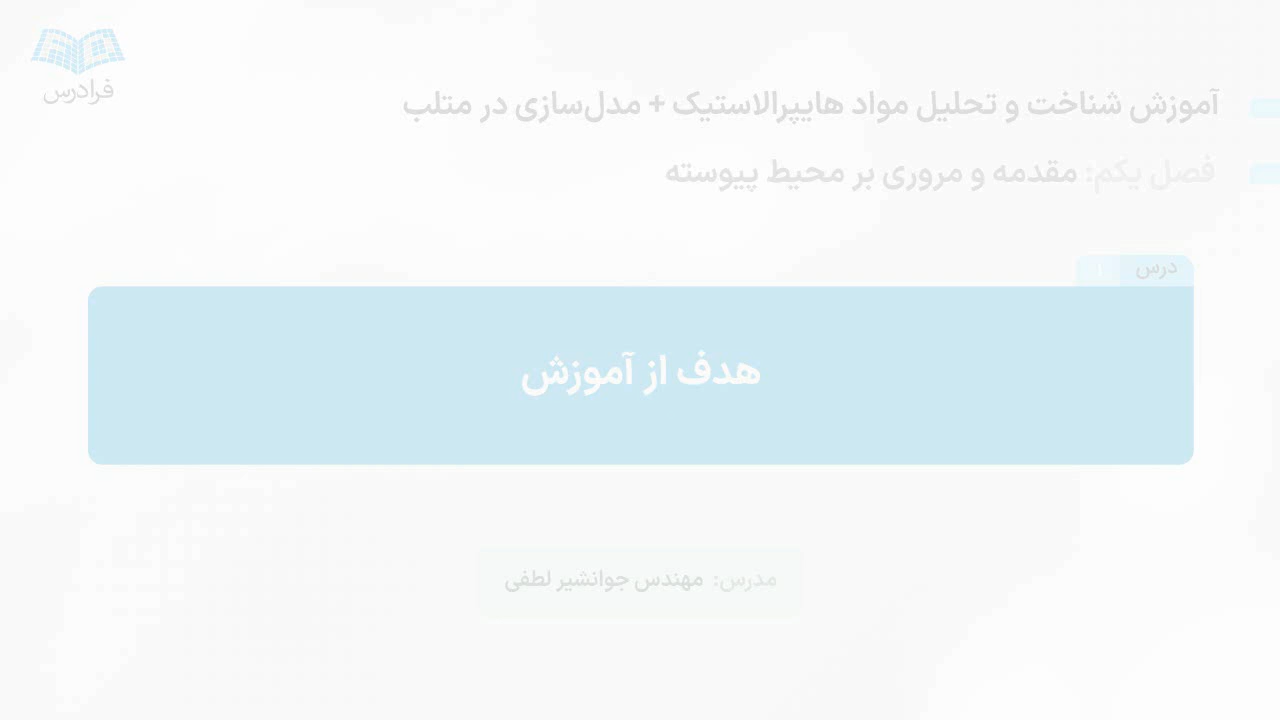 فرادرس
آموزش شناخت و تحلیل مواد هایپرالاستیک + مدل‌سازی در متلب
فصل یکم: مقدمه و مروری بر محیط پیوسته
درس ۱
هدف از آموزش
مدرس: مهندس جوانشیر لطفی